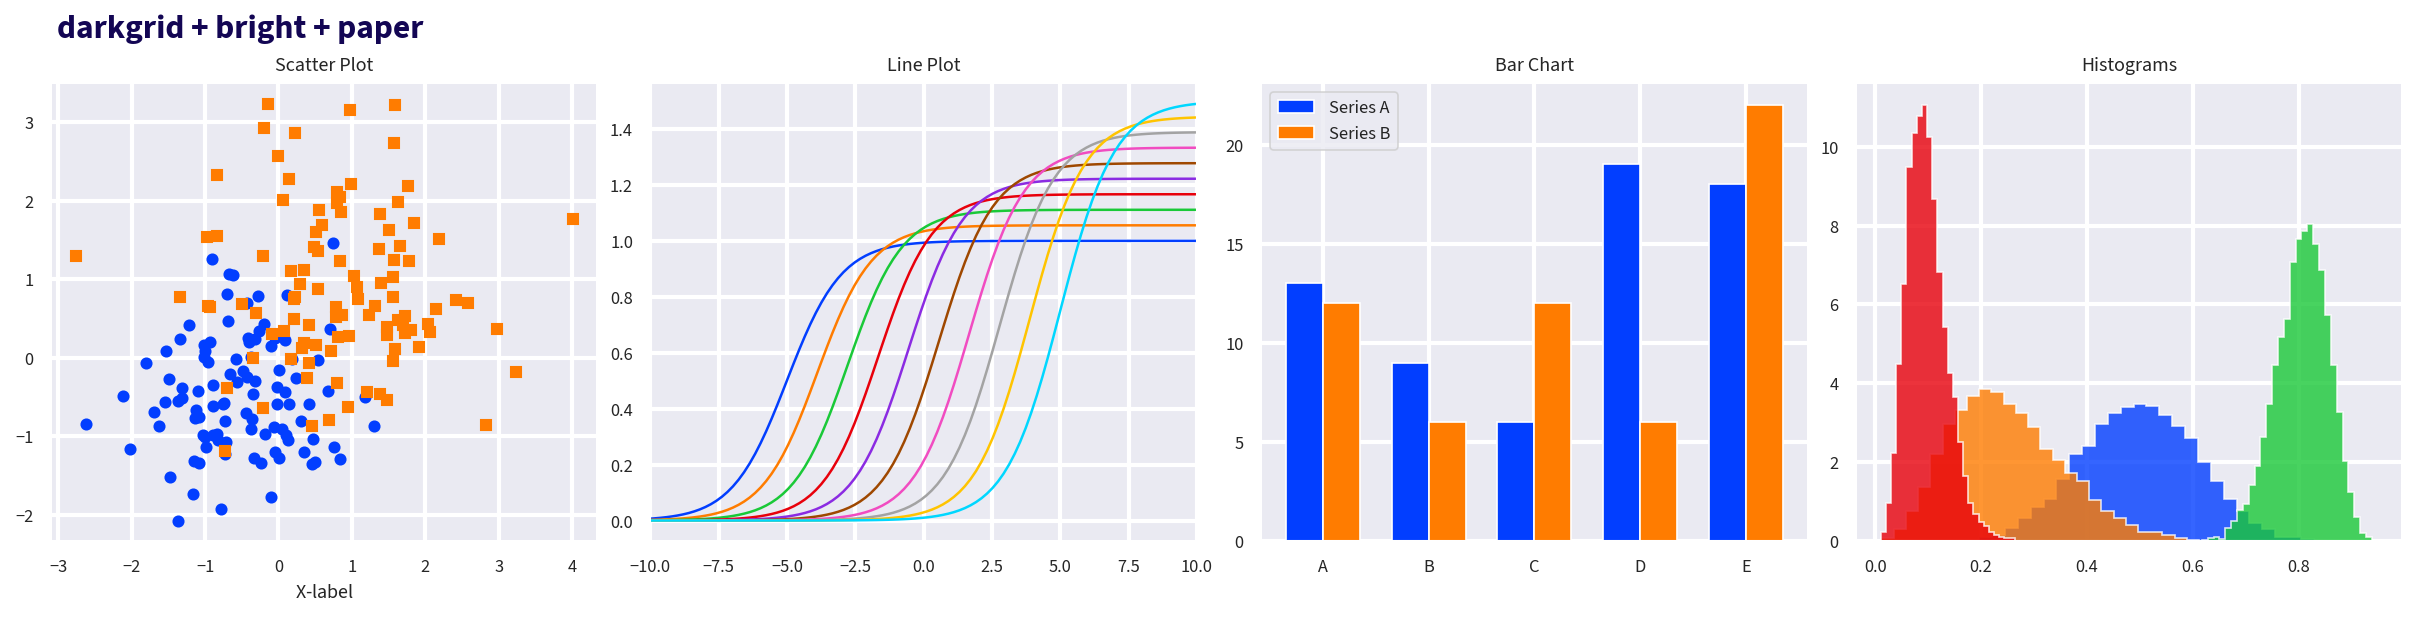 darkgrid + bright + paper
Scatter Plot
3
2
1
0
−1
−2
−3 −2 −1 0 1 2 3 4
X-label
Line Plot
1.4
1.2
1.0
0.8
0.6
0.4
0.2
0.0
−10.0 −7.5 −5.0 −2.5 0.0 2.5 5.0 7.5 10.0
Bar Chart
Series A
Series B
20
15
10
5
0
A B C D E
Histograms
10
8
6
4
2
0
0.0 0.2 0.4 0.6 0.8